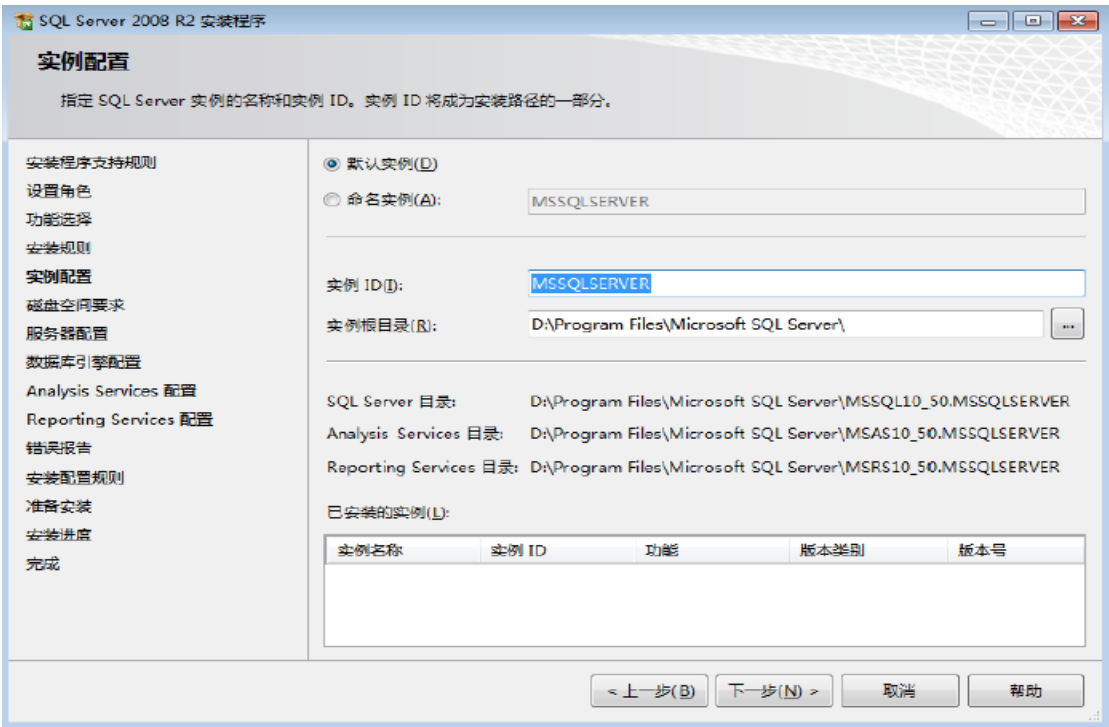 SQL Server 2008 R2 安装程序
实例配置
指定 SQL Server 实例的名称和实例 ID。实例 ID 将成为安装路径的一部分。
安装程序支持规则
设置角色
功能选择
安装规则
实例配置
磁盘空间要求
服务器配置
数据库引擎配置
Analysis Services 配置
Reporting Services 配置
错误报告
安装配置规则
准备安装
安装进度
完成
默认实例(D)
命名实例(A): MSSQLSERVER
实例 ID(I): MSSQLSERVER
实例根目录(R): D:\Program Files\Microsoft SQL Server\ ...
SQL Server 目录: D:\Program Files\Microsoft SQL Server\MSSQL10_50.MSSQLSERVER
Analysis Services 目录: D:\Program Files\Microsoft SQL Server\MSAS10_50.MSSQLSERVER
Reporting Services 目录: D:\Program Files\Microsoft SQL Server\MSRS10_50.MSSQLSERVER
已安装的实例(L):
实例名称 实例 ID 功能 版本类别 版本号
< 上一步(B) 下一步(N) > 取消 帮助